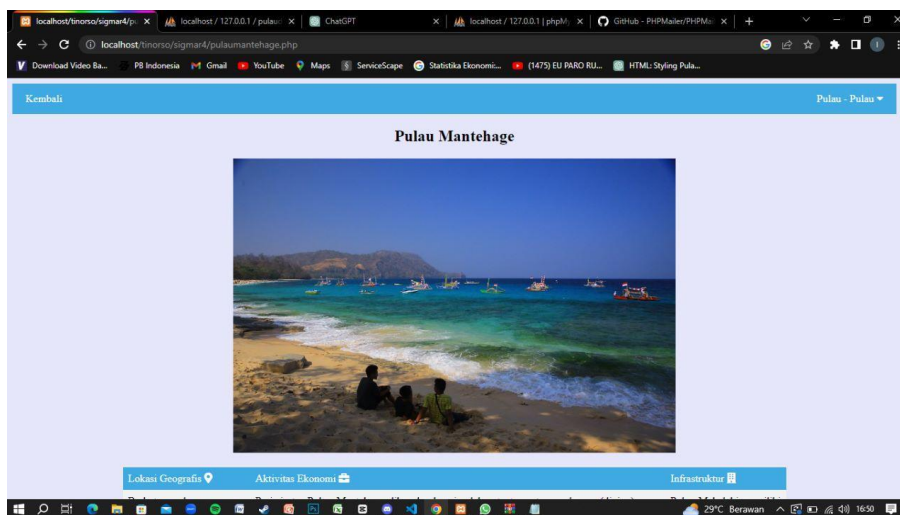 localhost/tinorso/sigmar4/pu
localhost / 127.0.0.1 / pulau
ChatGPT
localhost / 127.0.0.1 | phpM
GitHub - PHPMailer/PHPMai
localhost/tinorso/sigmar4/pulaumantehage.php
Download Video Ba...
PB Indonesia
Gmail
YouTube
Maps
ServiceScape
Statistika Ekonomi:...
(1475) EU PARO RU...
HTML: Styling Pula...
Kembali
Pulau - Pulau
Pulau Mantehage
Lokasi Geografis
Aktivitas Ekonomi
Infrastruktur
29°C Berawan
16:50